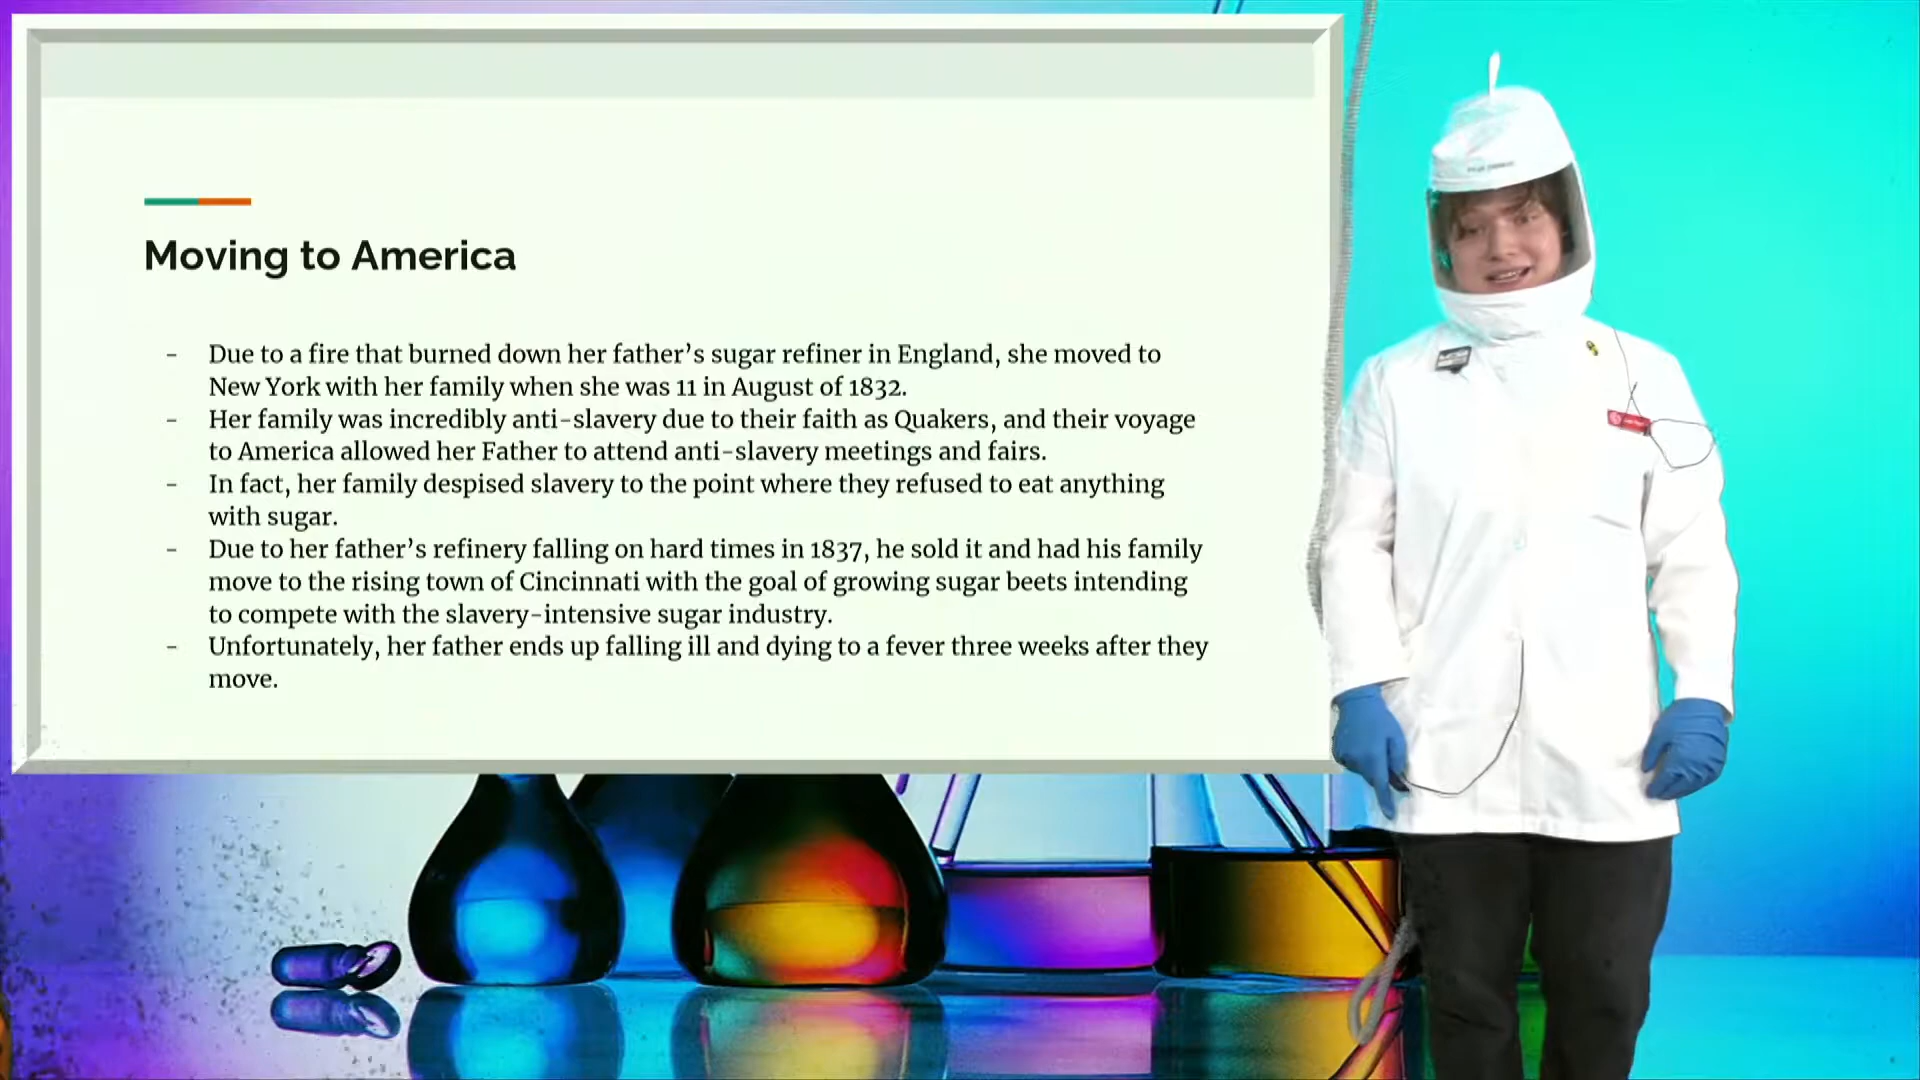 Moving to America
- Due to a fire that burned down her father's sugar refiner in England, she moved to
New York with her family when she was 11 in August of 1832.
- Her family was incredibly anti-slavery due to their faith as Quakers, and their voyage
to America allowed her Father to attend anti-slavery meetings and fairs.
- In fact, her family despised slavery to the point where they refused to eat anything
with sugar.
- Due to her father's refinery falling on hard times in 1837, he sold it and had his family
move to the rising town of Cincinnati with the goal of growing sugar beets intending
to compete with the slavery-intensive sugar industry.
- Unfortunately, her father ends up falling ill and dying to a fever three weeks after they
move.